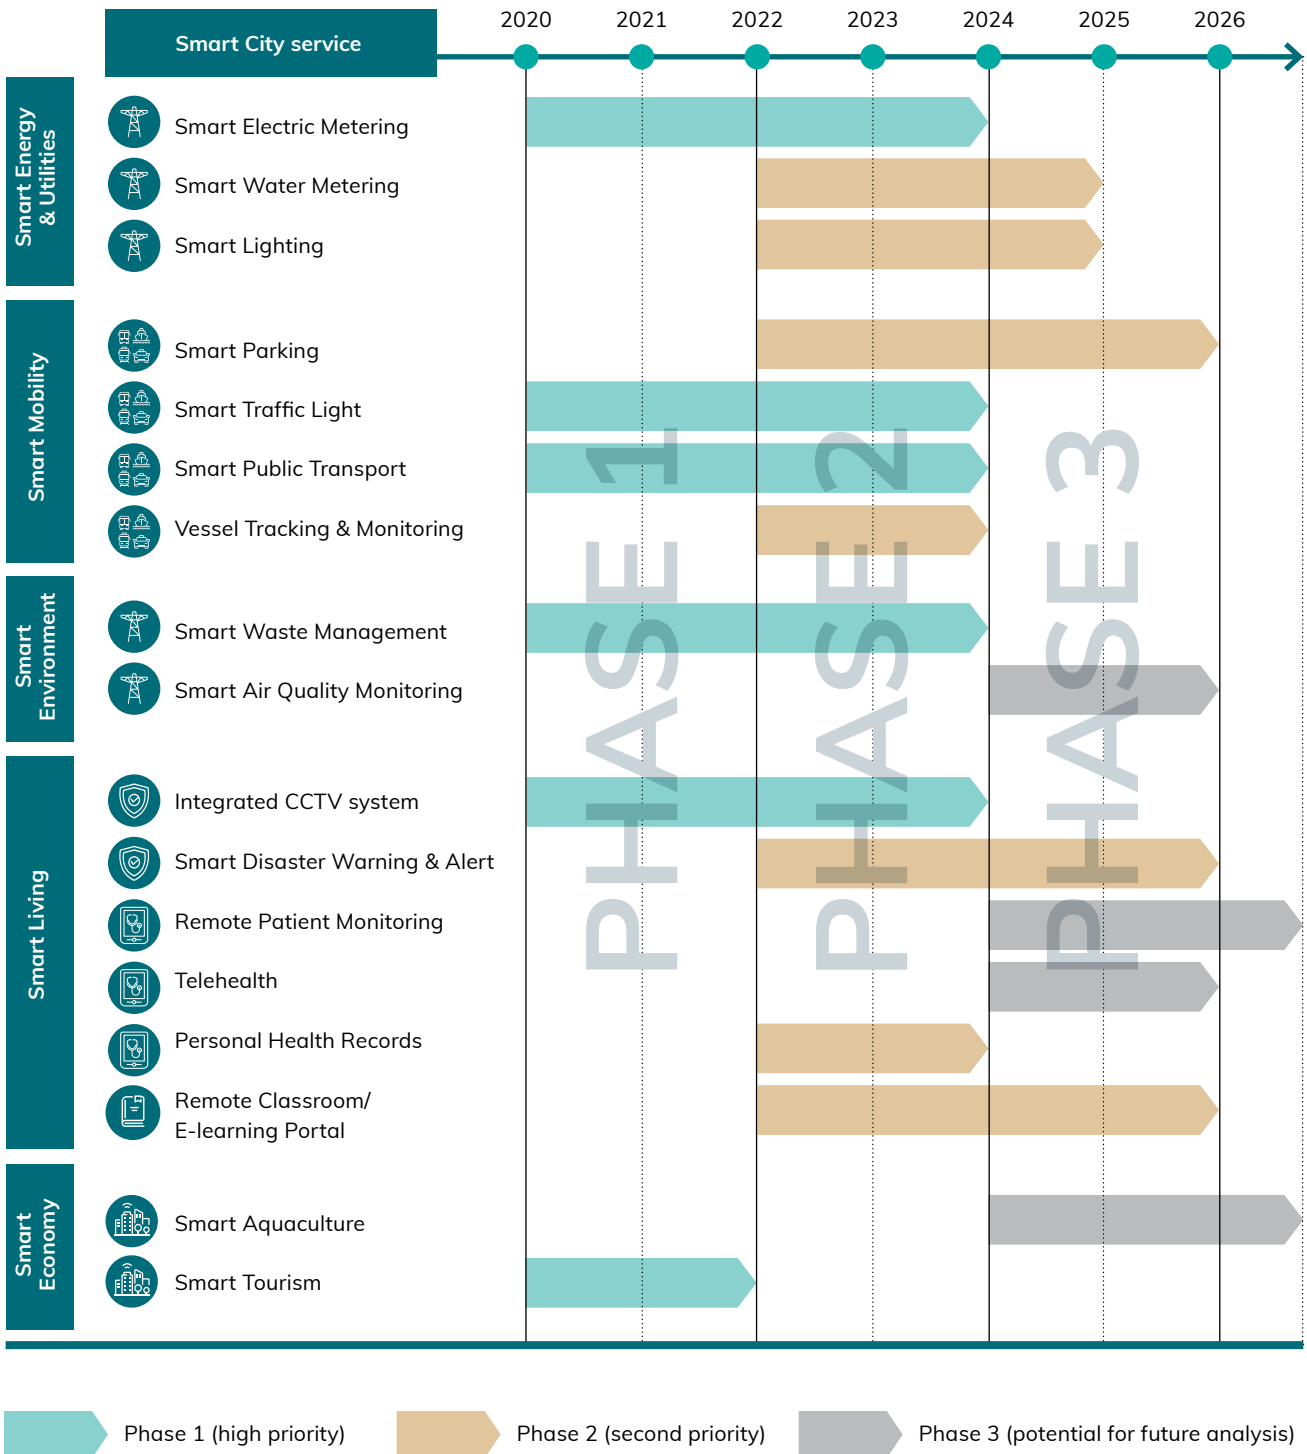 Smart City service
2020 2021 2022 2023 2024 2025 2026
Smart Energy
& Utilities
Smart Electric Metering
Smart Water Metering
Smart Lighting
Smart Mobility
Smart Parking
Smart Traffic Light
Smart Public Transport
Vessel Tracking & Monitoring
Smart
Environment
Smart Waste Management
Smart Air Quality Monitoring
Smart Living
Integrated CCTV system
Smart Disaster Warning & Alert
Remote Patient Monitoring
Telehealth
Personal Health Records
Remote Classroom/
E-learning Portal
Smart
Economy
Smart Aquaculture
Smart Tourism
PHASE 1
PHASE 2
PHASE 3
Phase 1 (high priority)
Phase 2 (second priority)
Phase 3 (potential for future analysis)